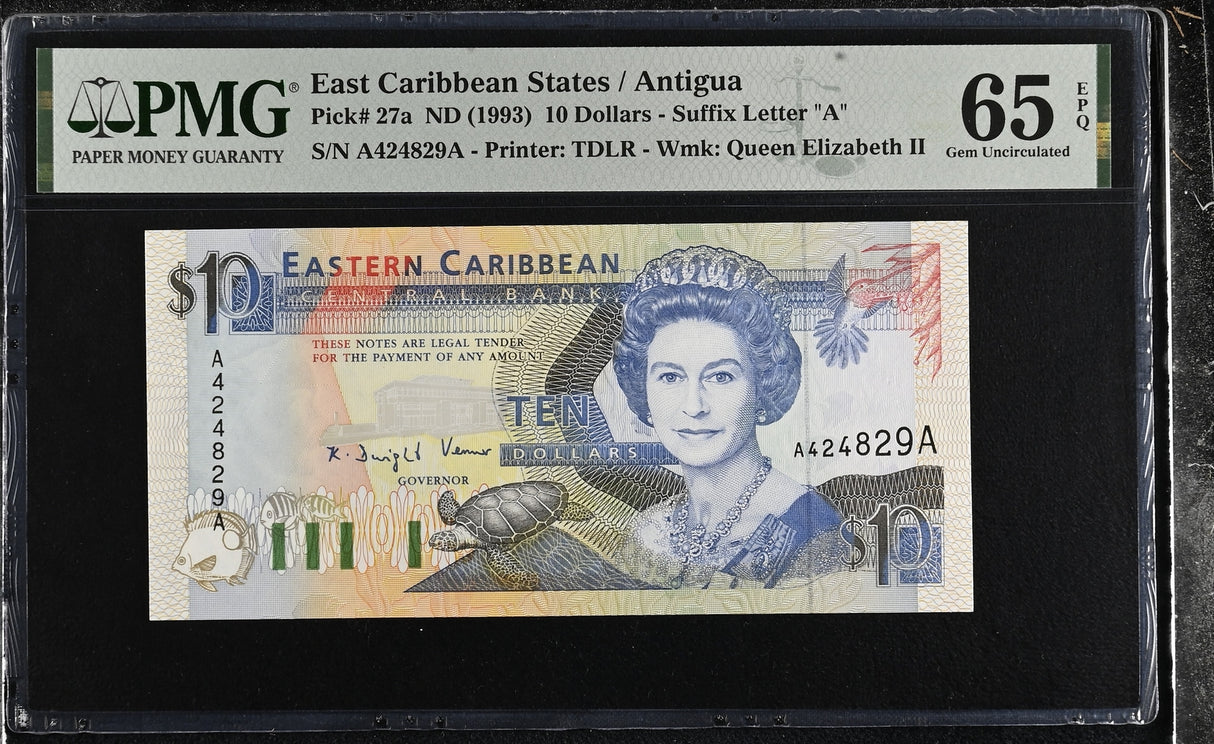 PMG®
PAPER MONEY GUARANTY
East Caribbean States / Antigua
Pick# 27a ND (1993) 10 Dollars - Suffix Letter "A"
S/N A424829A - Printer: TDLR - Wmk: Queen Elizabeth II
65
EPQ
Gem Uncirculated
$10
EASTERN CARIBBEAN
CENTRAL BANK
THESE NOTES ARE LEGAL TENDER
FOR THE PAYMENT OF ANY AMOUNT
A424829A
TEN
DOLLARS
K. Dwight Venner
GOVERNOR
A424829A
$10